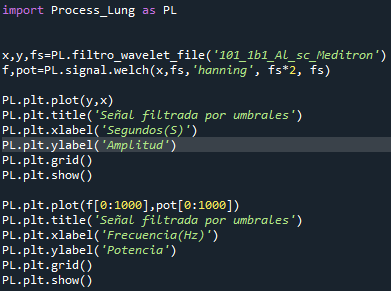 import Process_Lung as PL
x,y,fs=PL.filtro_wavelet_file('101_1b1_Al_sc_Meditron')
f,pot=PL.signal.welch(x,fs,'hanning', fs*2, fs)
PL.plt.plot(y,x)
PL.plt.title('Señal filtrada por umbrales')
PL.plt.xlabel('Segundos(S)')
PL.plt.ylabel('Amplitud')
PL.plt.grid()
PL.plt.show()
PL.plt.plot(f[0:1000],pot[0:1000])
PL.plt.title('Señal filtrada por umbrales')
PL.plt.xlabel('Frecuencia(Hz)')
PL.plt.ylabel('Potencia')
PL.plt.grid()
PL.plt.show()